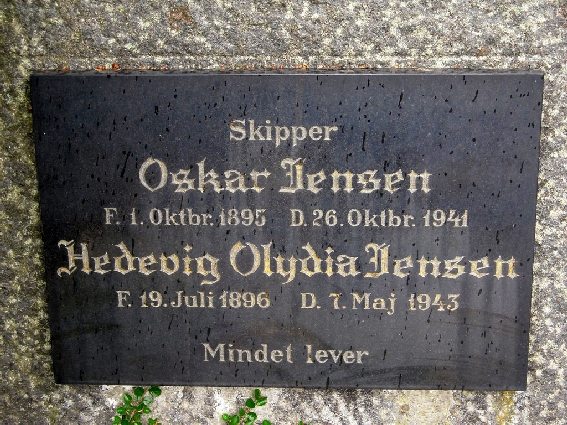 Skipper
Oskar Jensen
F. 1. Oktbr. 1895 D. 26. Oktbr. 1941
Hedevig Olydia Jensen
F. 19. Juli 1896 D. 7. Maj 1943
Mindet lever